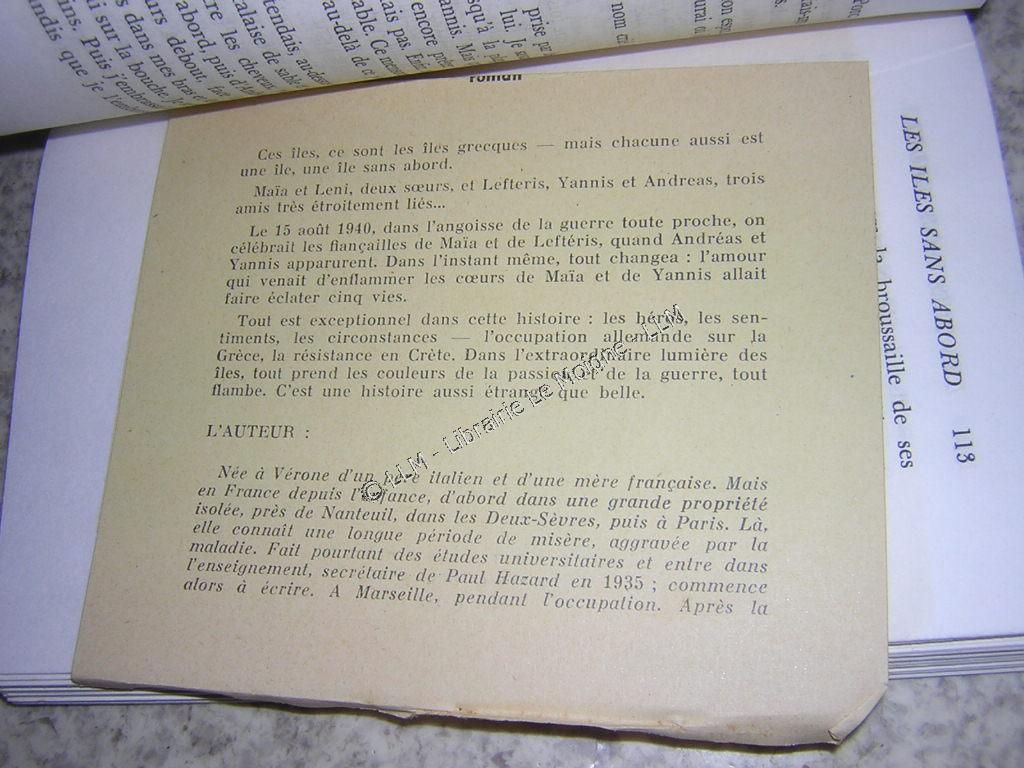 roman
Ces îles, ce sont les îles grecques — mais chacune aussi est
une île, une île sans abord.
Maïa et Leni, deux sœurs, et Lefteris, Yannis et Andreas, trois
amis très étroitement liés...
Le 15 août 1940, dans l'angoisse de la guerre toute proche, on
célébrait les fiançailles de Maïa et de Leftéris, quand Andréas et
Yannis apparurent. Dans l'instant même, tout changea : l'amour
qui venait d'enflammer les cœurs de Maïa et de Yannis allait
faire éclater cinq vies.
Tout est exceptionnel dans cette histoire : les héros, les sen-
timents, les circonstances — l'occupation allemande sur la
Grèce, la résistance en Crète. Dans l'extraordinaire lumière des
îles, tout prend les couleurs de la passion et de la guerre, tout
flambe. C'est une histoire aussi étrange que belle.
L'AUTEUR :
Née à Vérone d'un père italien et d'une mère française. Mais
en France depuis l'enfance, d'abord dans une grande propriété
isolée, près de Nanteuil, dans les Deux-Sèvres, puis à Paris. Là,
elle connaît une longue période de misère, aggravée par la
maladie. Fait pourtant des études universitaires et entre dans
l'enseignement, secrétaire de Paul Hazard en 1935 ; commence
alors à écrire. A Marseille, pendant l'occupation. Après la
© LLM - Librairie Le Moigne - LLM
LES ILES SANS ABORD 113
la broussaille de ses